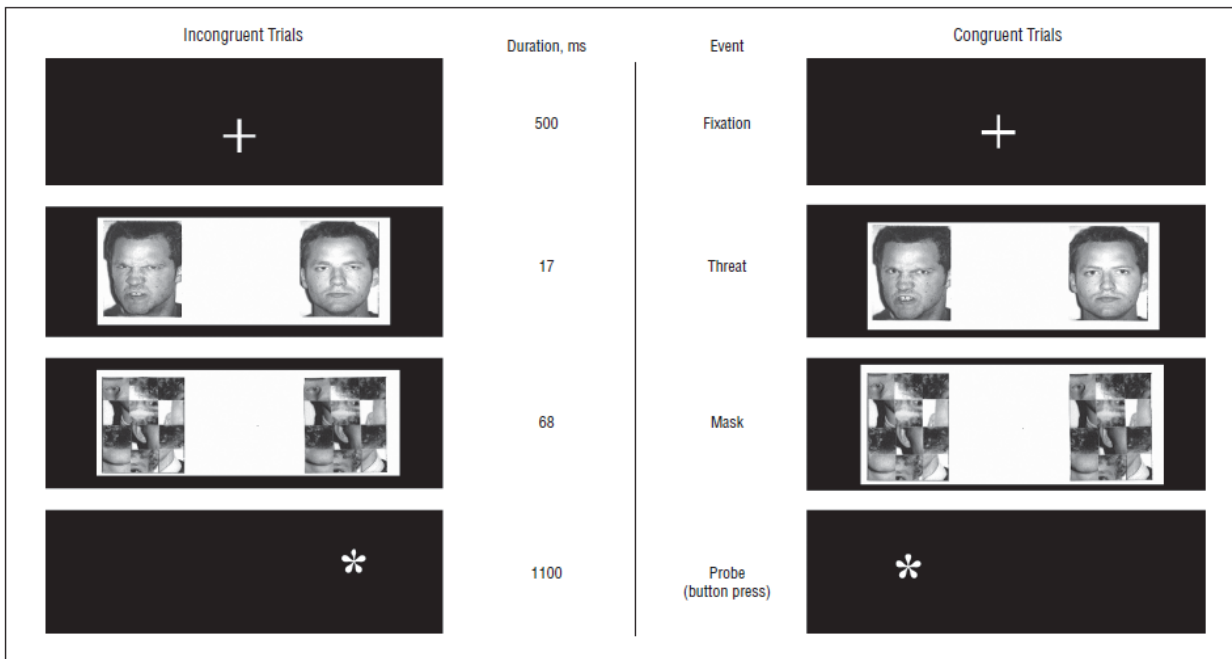 Incongruent Trials
Duration, ms
Event
Congruent Trials
500
Fixation
17
Threat
68
Mask
*
1100
Probe
(button press)
*